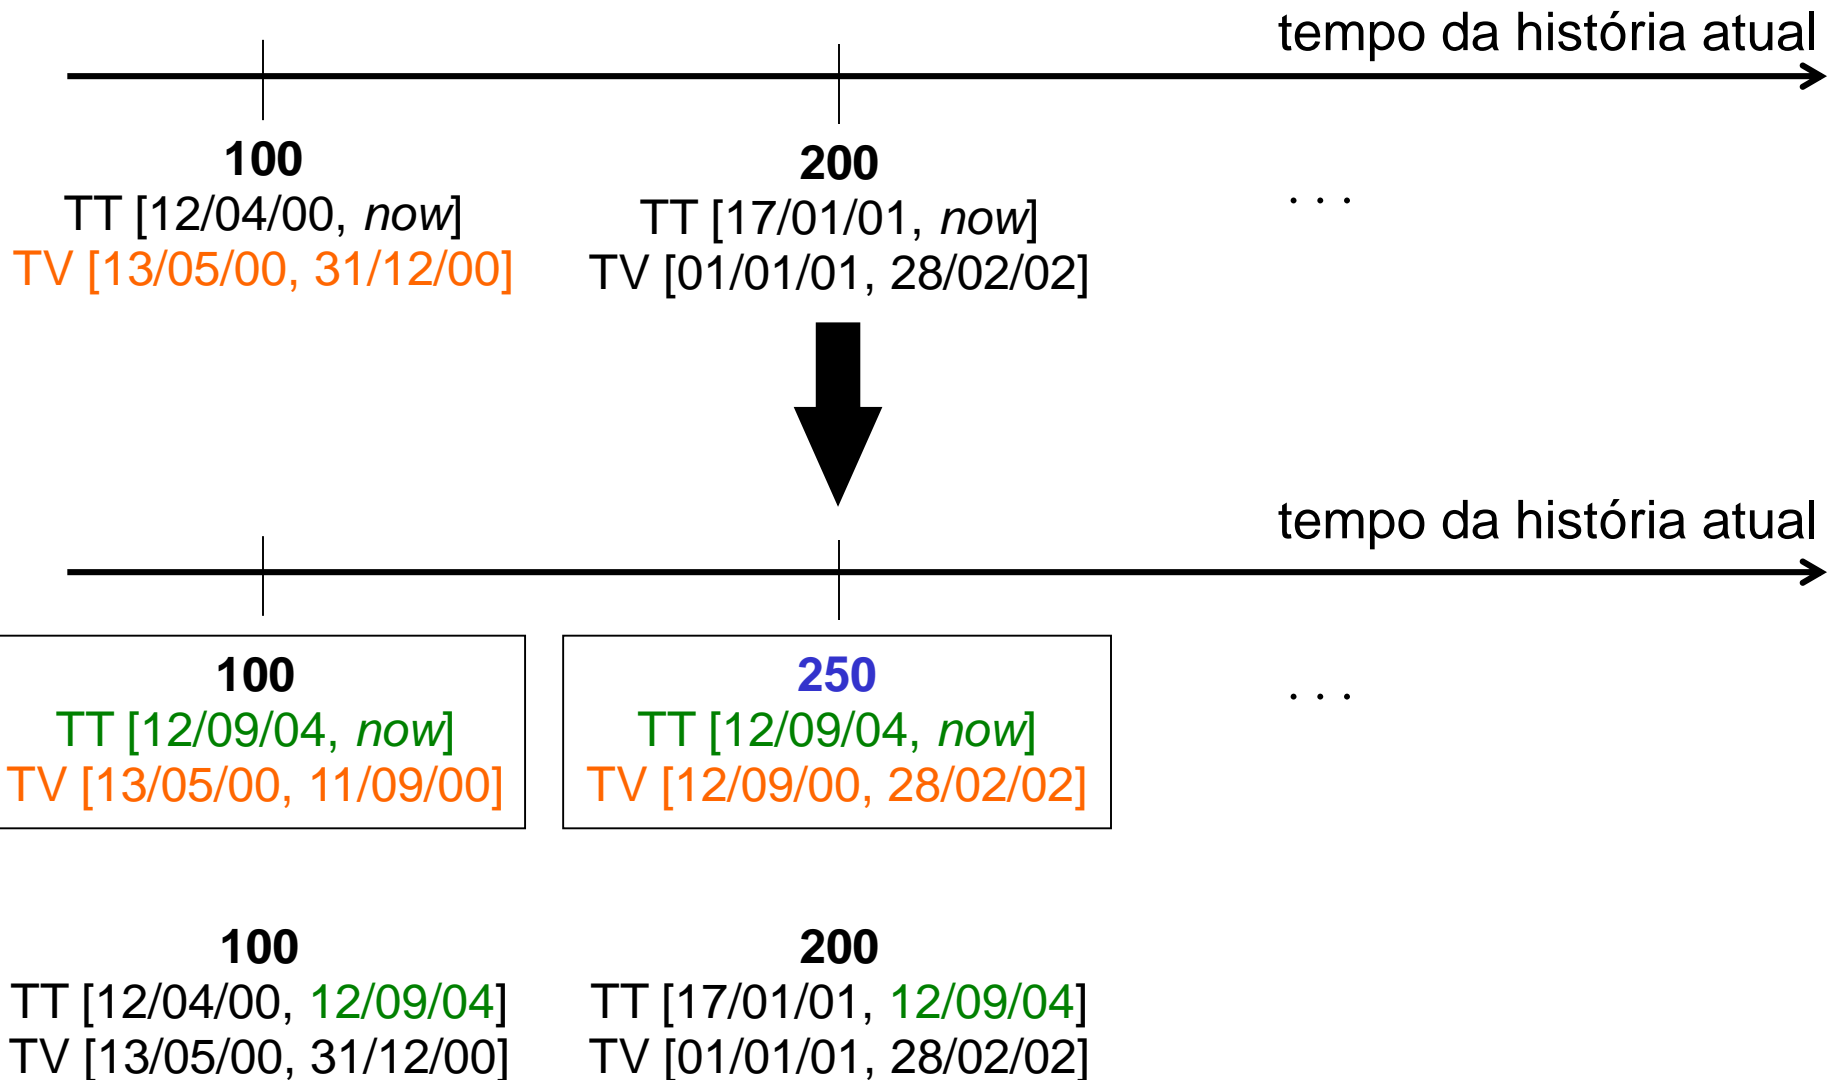 tempo da história atual
100
TT [12/04/00, now]
TV [13/05/00, 31/12/00]
200
TT [17/01/01, now]
TV [01/01/01, 28/02/02]
. . .
tempo da história atual
100
TT [12/09/04, now]
TV [13/05/00, 11/09/00]
250
TT [12/09/04, now]
TV [12/09/00, 28/02/02]
. . .
100
TT [12/04/00, 12/09/04]
TV [13/05/00, 31/12/00]
200
TT [17/01/01, 12/09/04]
TV [01/01/01, 28/02/02]